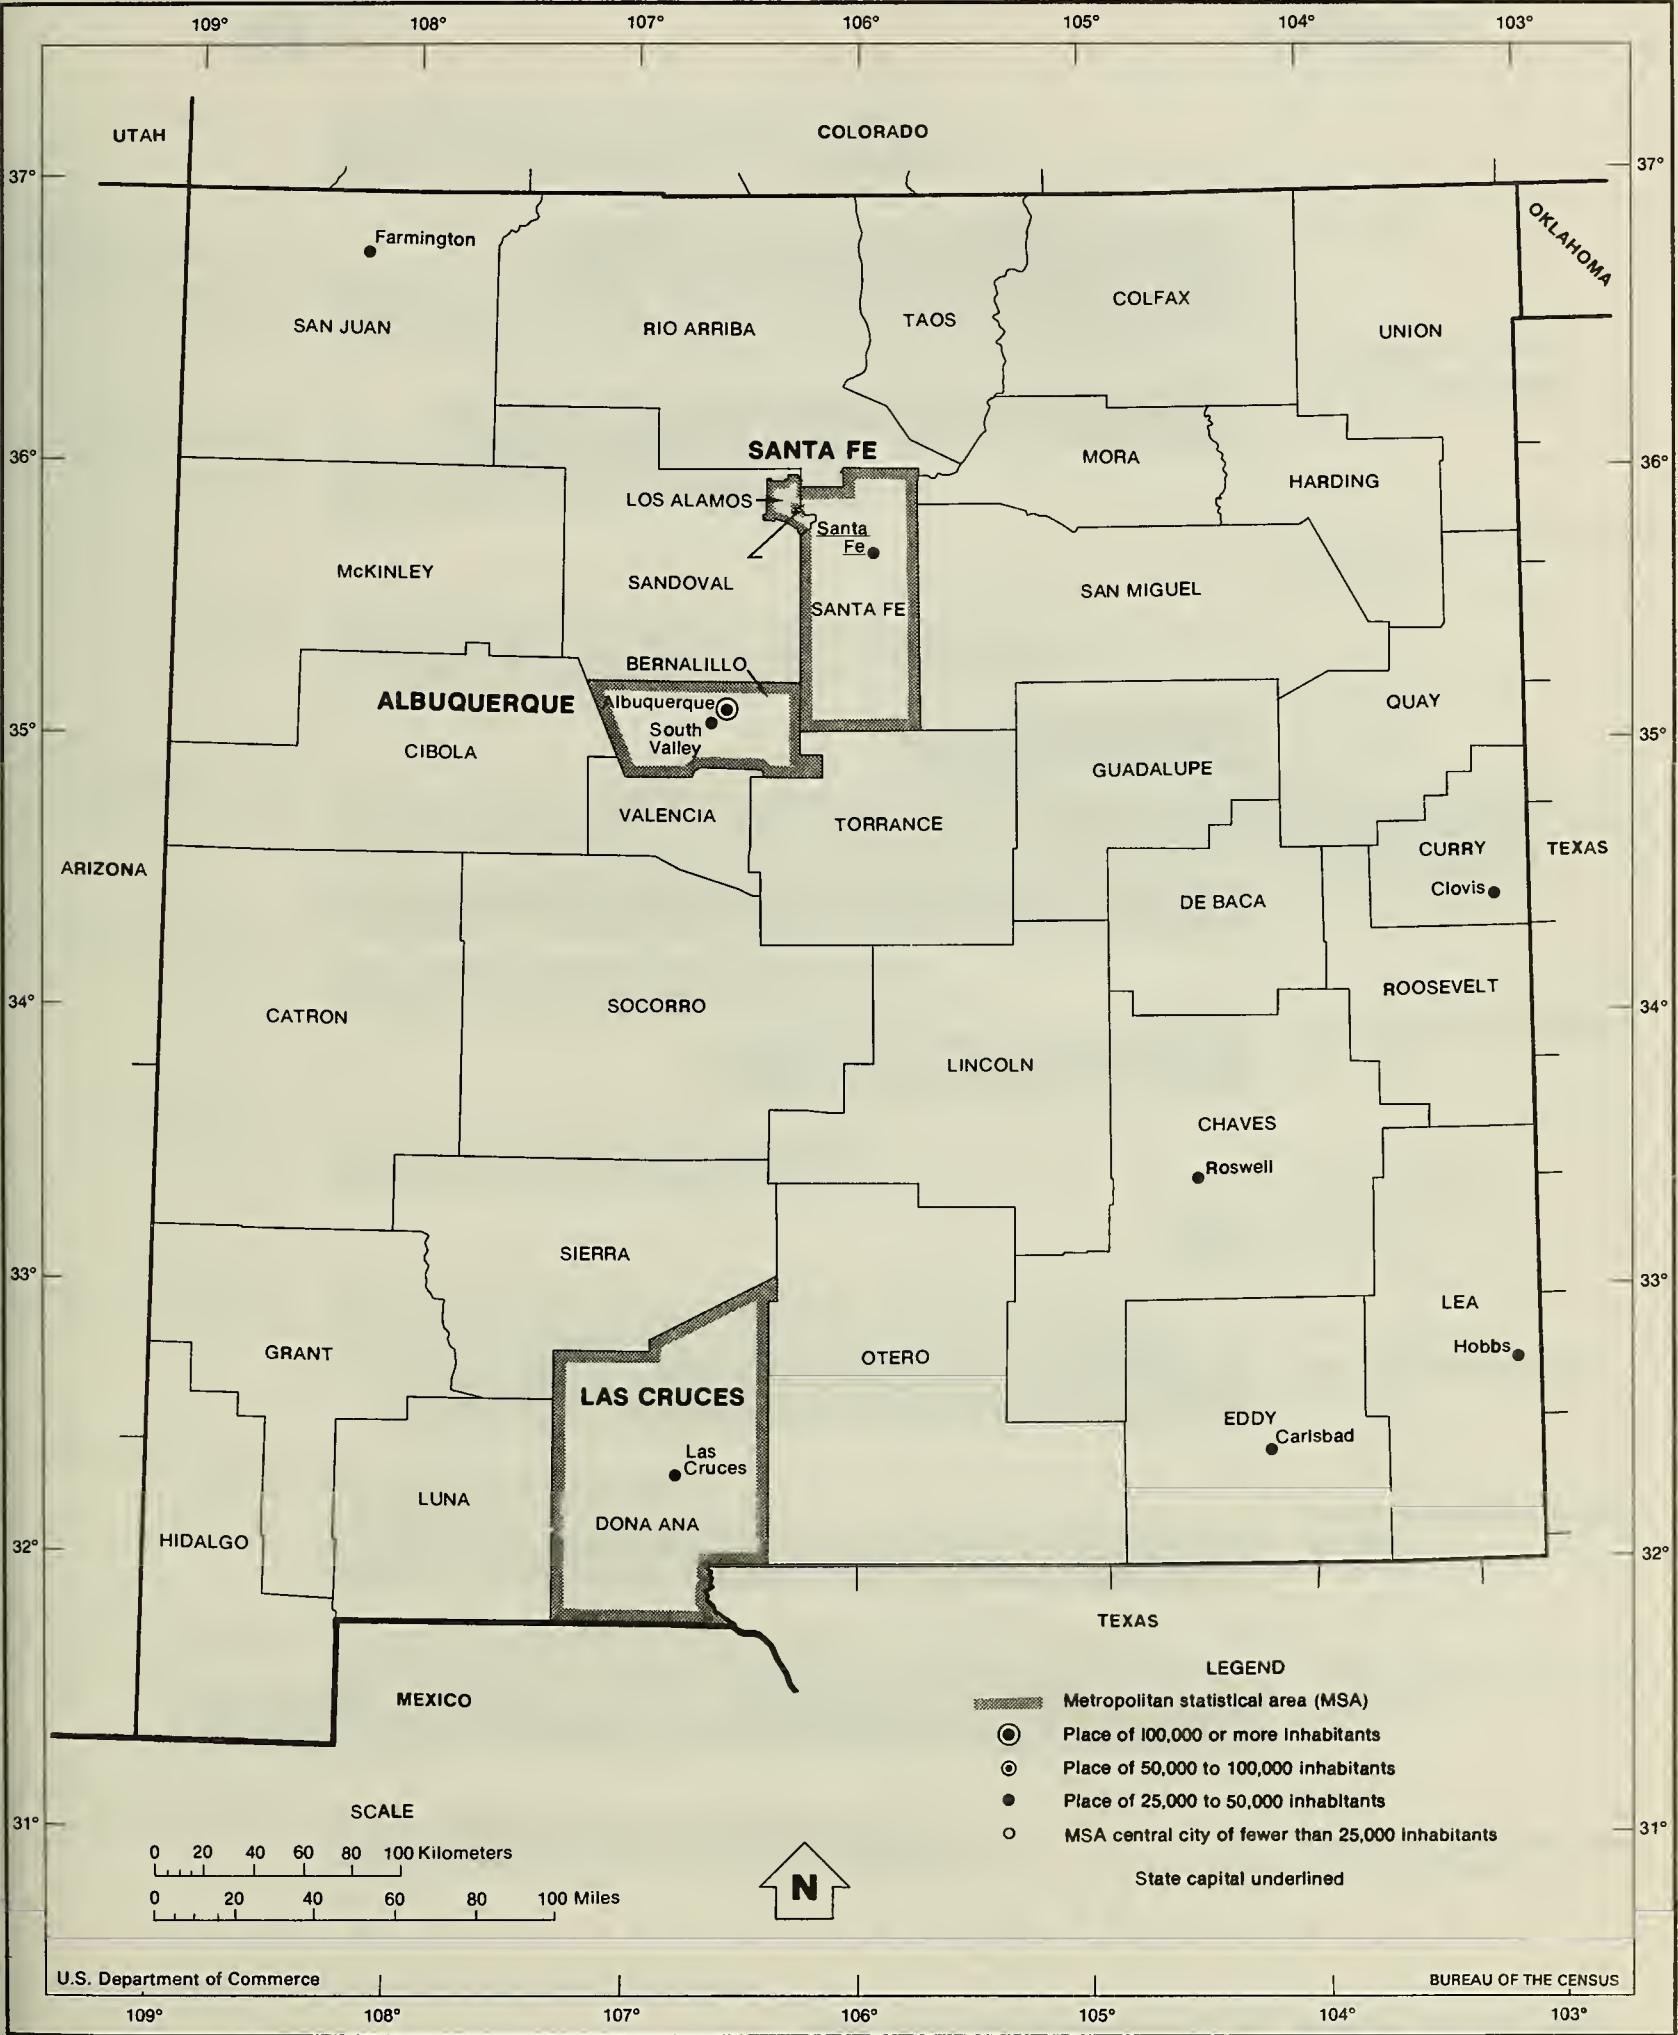 109° 108° 107° 106° 105° 104° 103°
UTAH
COLORADO
37° 37°
OKLAHOMA
Farmington
SAN JUAN
RIO ARRIBA
TAOS
COLFAX
UNION
36° 36°
SANTA FE
MORA
HARDING
LOS ALAMOS
Santa
Fe
McKINLEY
SANDOVAL
SANTA FE
SAN MIGUEL
BERNALILLO
ALBUQUERQUE
Albuquerque
South
Valley
QUAY
35° 35°
CIBOLA
GUADALUPE
VALENCIA
TORRANCE
CURRY
TEXAS
ARIZONA
Clovis
DE BACA
34° 34°
CATRON
SOCORRO
ROOSEVELT
LINCOLN
CHAVES
Roswell
SIERRA
33° 33°
LEA
GRANT
OTERO
Hobbs
LAS CRUCES
EDDY
Carlsbad
Las
Cruces
LUNA
DONA ANA
HIDALGO
32° 32°
TEXAS
MEXICO
LEGEND
Metropolitan statistical area (MSA)
Place of 100,000 or more inhabitants
Place of 50,000 to 100,000 inhabitants
Place of 25,000 to 50,000 inhabitants
MSA central city of fewer than 25,000 inhabitants
State capital underlined
SCALE
31° 31°
0 20 40 60 80 100 Kilometers
0 20 40 60 80 100 Miles
N
U.S. Department of Commerce
BUREAU OF THE CENSUS
109° 108° 107° 106° 105° 104° 103°